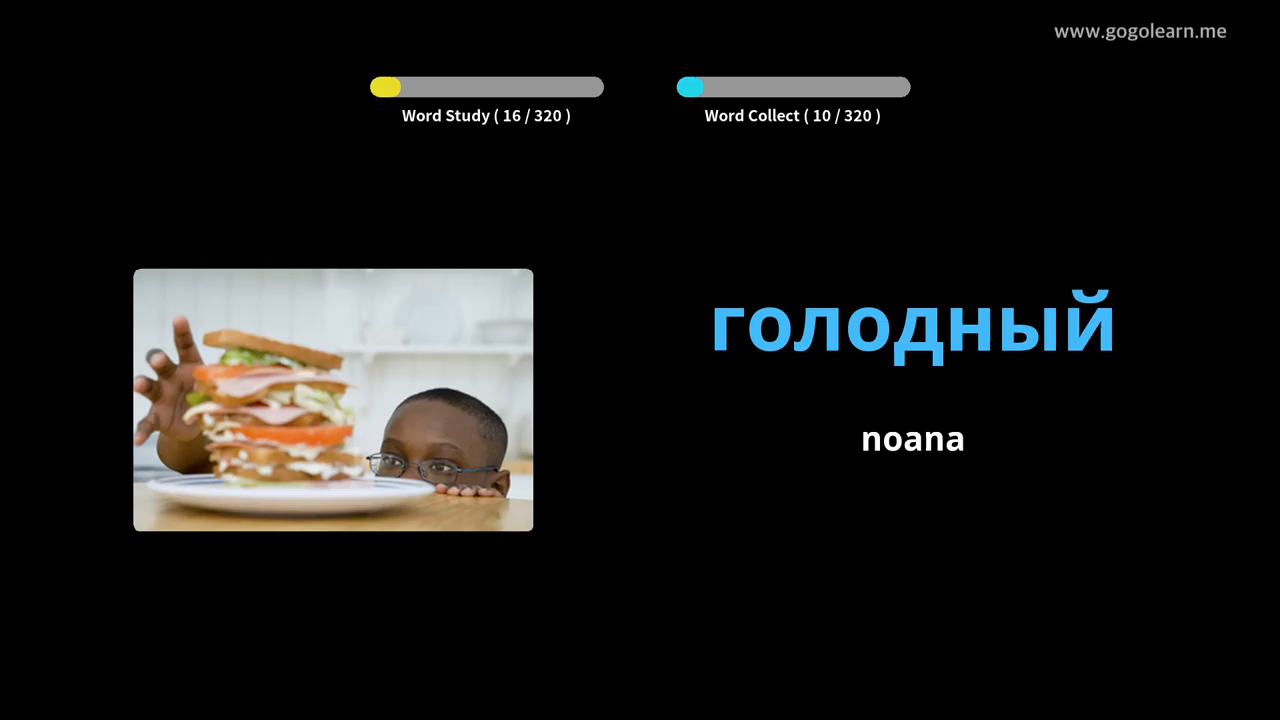 www.gogolearn.me
Word Study ( 16 / 320 )
Word Collect ( 10 / 320 )
голодный
noana